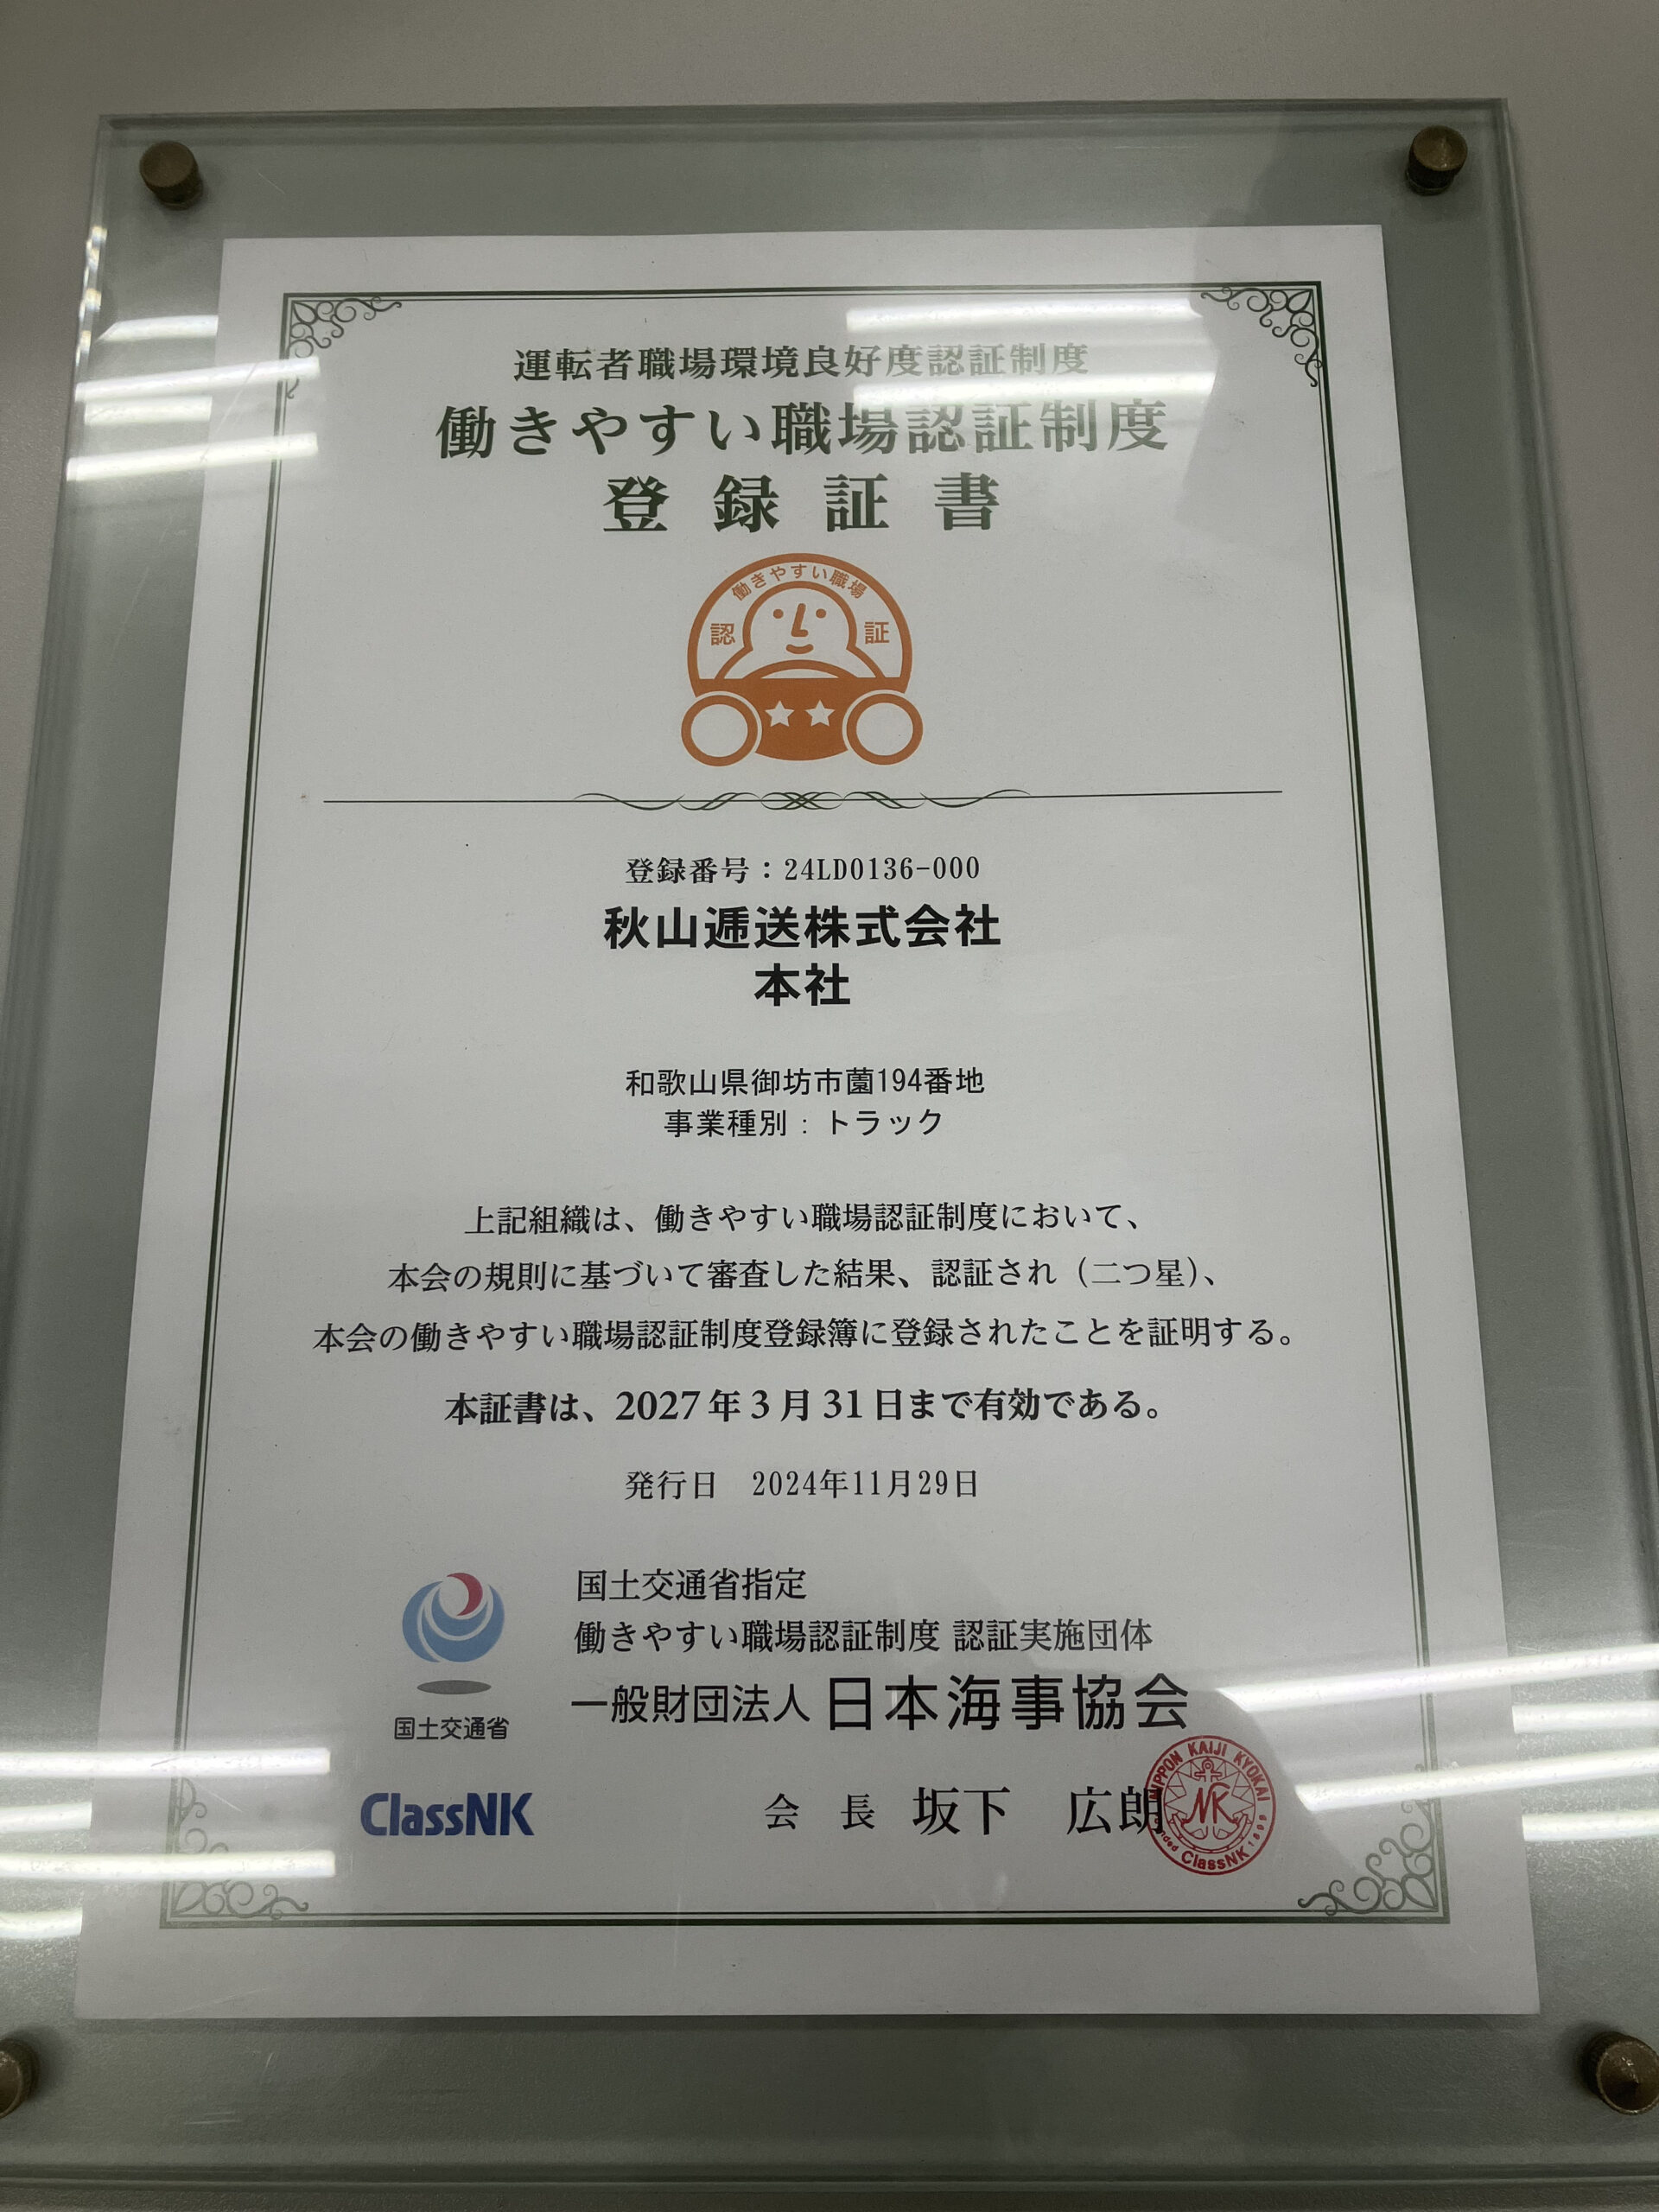 運転者職場環境良好度認証制度
働きやすい職場認証制度
登録証書
働きやすい職場
認 証
登録番号：24LD0136-000
秋山逓送株式会社
本社
和歌山県御坊市薗194番地
事業種別：トラック
上記組織は、働きやすい職場認証制度において、
本会の規則に基づいて審査した結果、認証され（二つ星）、
本会の働きやすい職場認証制度登録簿に登録されたことを証明する。
本証書は、2027年3月31日まで有効である。
発行日　2024年11月29日
国土交通省指定
働きやすい職場認証制度 認証実施団体
一般財団法人 日本海事協会
国土交通省
ClassNK
会 長 坂下 広朗
NIPPON KAIJI KYOKAI
NK
ClassNK